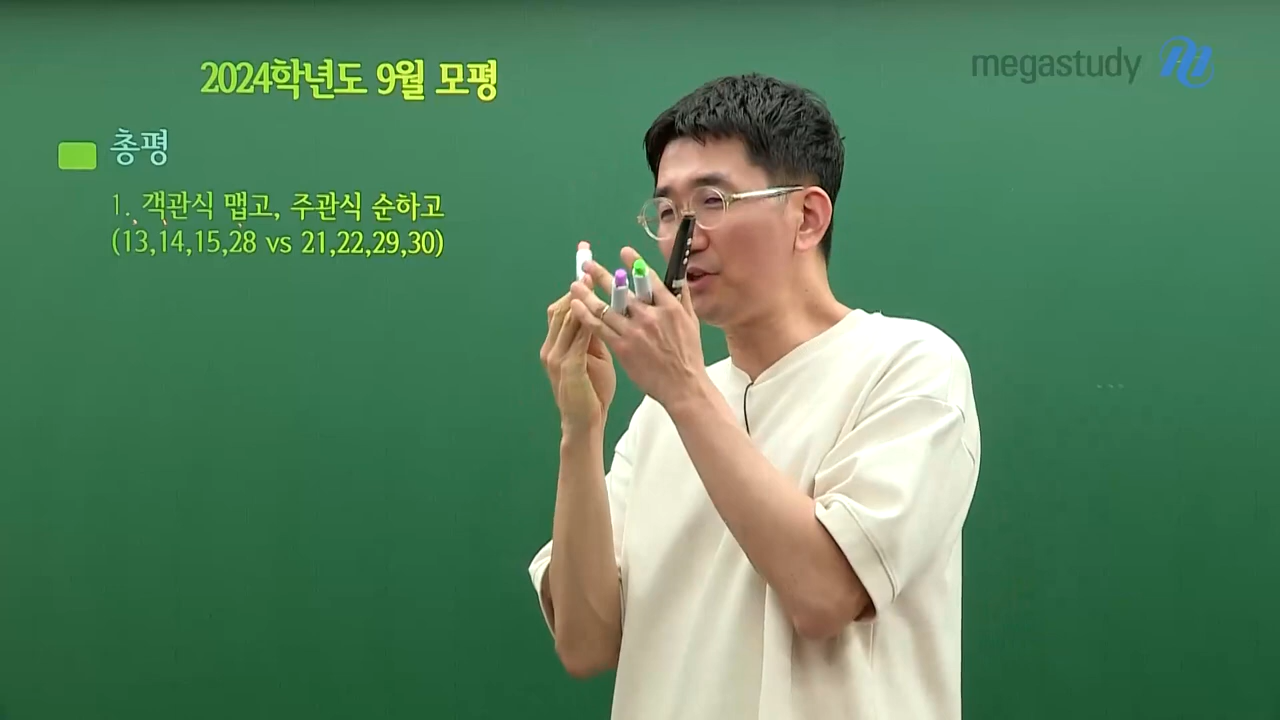 2024학년도 9월 모평
megastudy
총평
1. 객관식 맵고, 주관식 순하고
(13,14,15,28 vs 21,22,29,30)